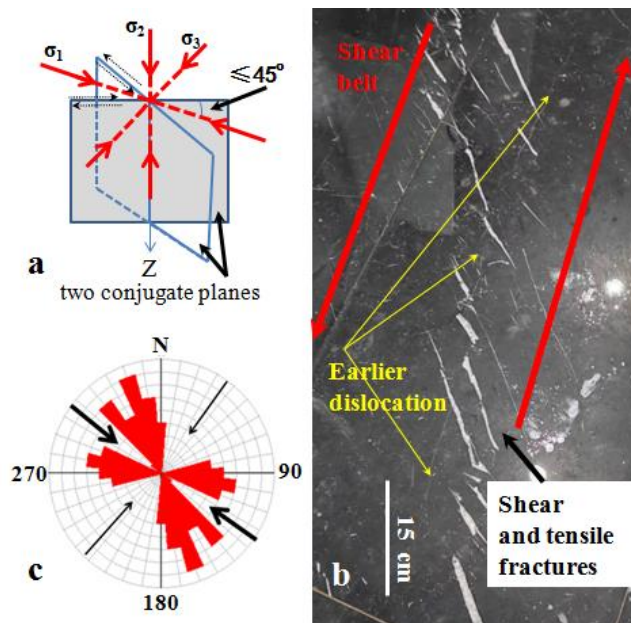 σ2
σ1
σ3
≤45°
a
Z
two conjugate planes
N
270
90
c
180
Shear
belt
Earlier
dislocation
15 cm
b
Shear
and tensile
fractures